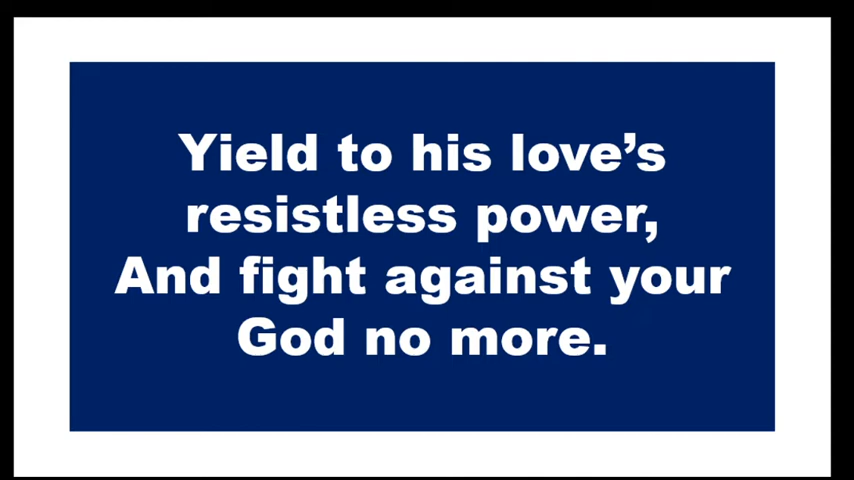 Yield to his love’s
resistless power,
And fight against your
God no more.